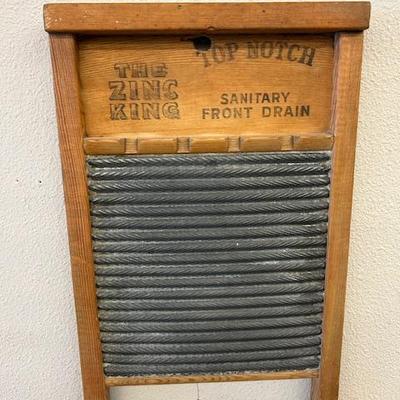 THE
ZINC
KING
TOP NOTCH
SANITARY
FRONT DRAIN